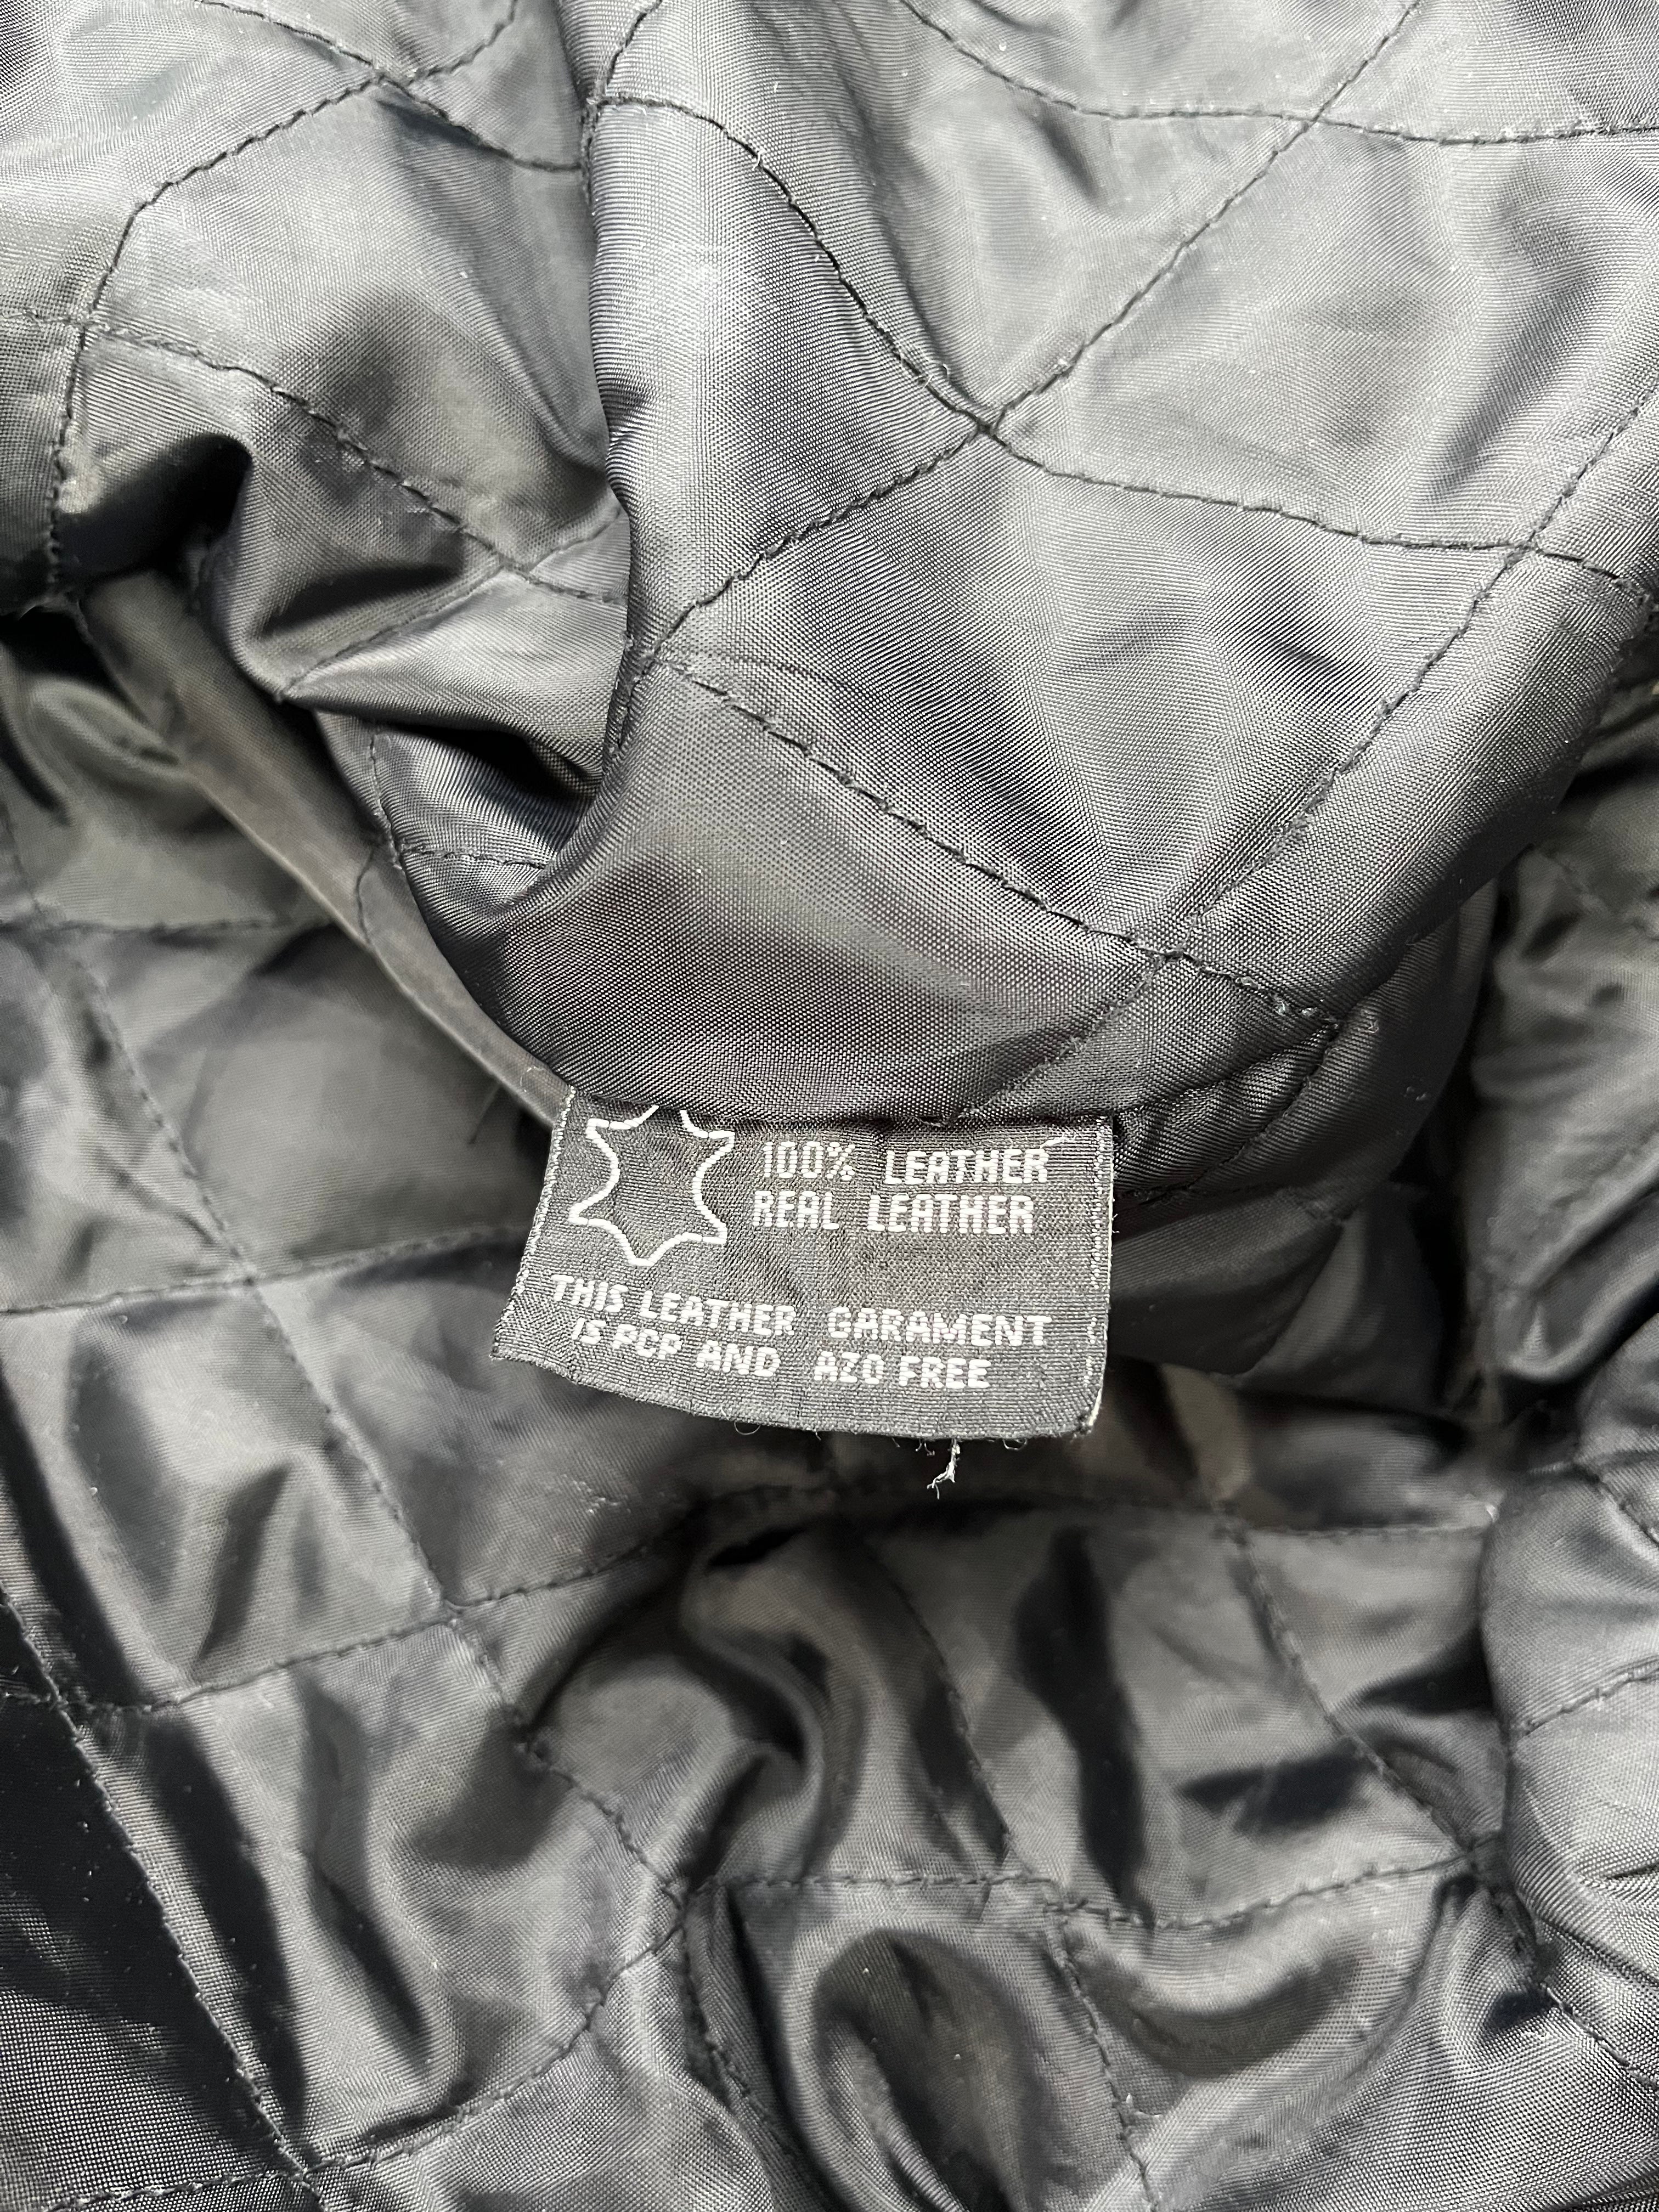 100% LEATHER
REAL LEATHER
THIS LEATHER GARAMENT
IS PCP AND AZO FREE